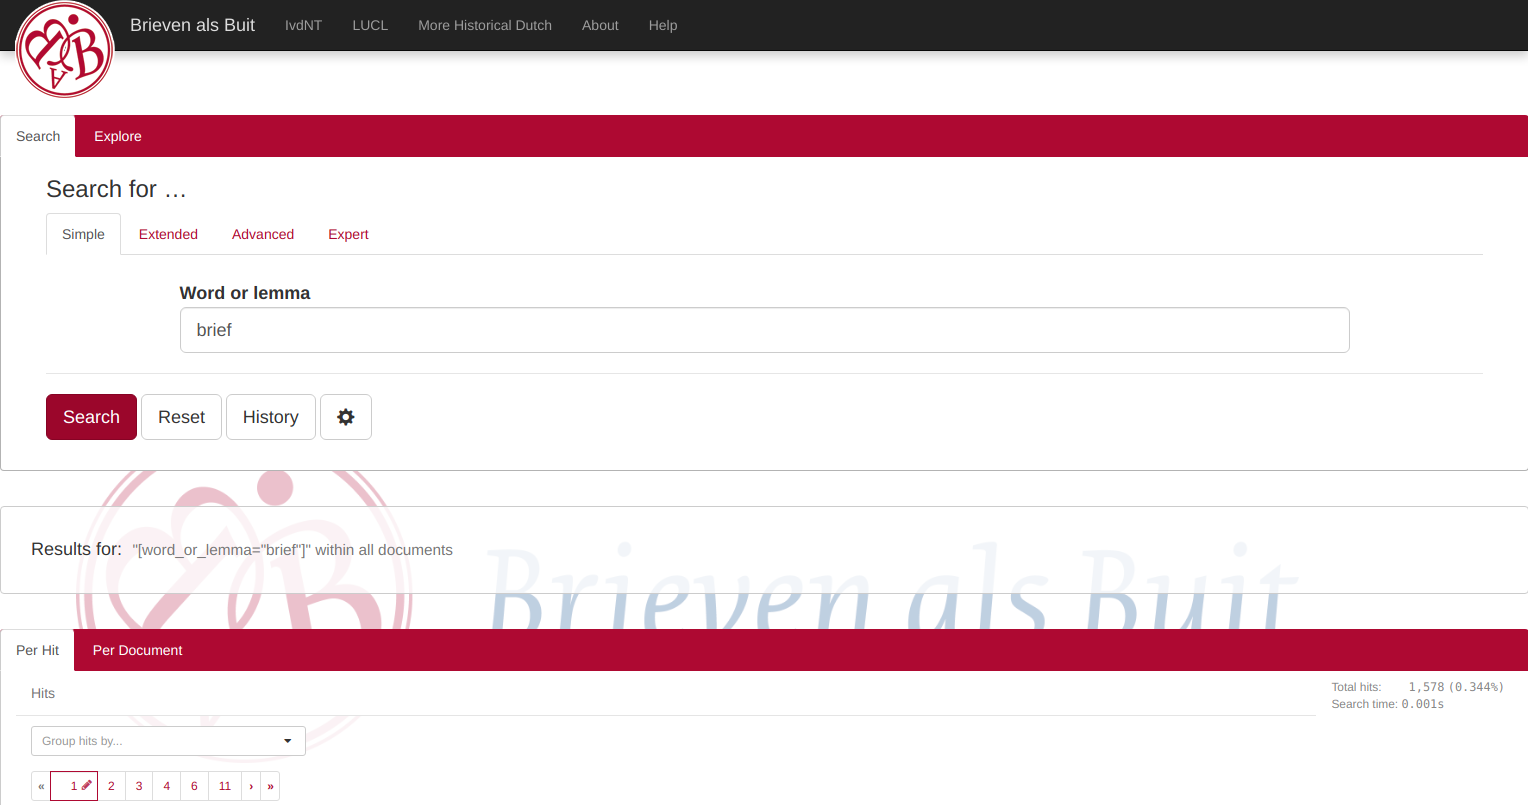 Brieven als Buit IvdNT LUCL More Historical Dutch About Help
B
A
Search Explore
Search for …
Simple Extended Advanced Expert
Word or lemma
brief
Search Reset History
Results for: "[word_or_lemma="brief"]" within all documents
Brieven als Buit
Per Hit Per Document
Hits
Total hits: 1,578 (0.344%)
Search time: 0.001s
Group hits by...
« 1 2 3 4 6 11 › »